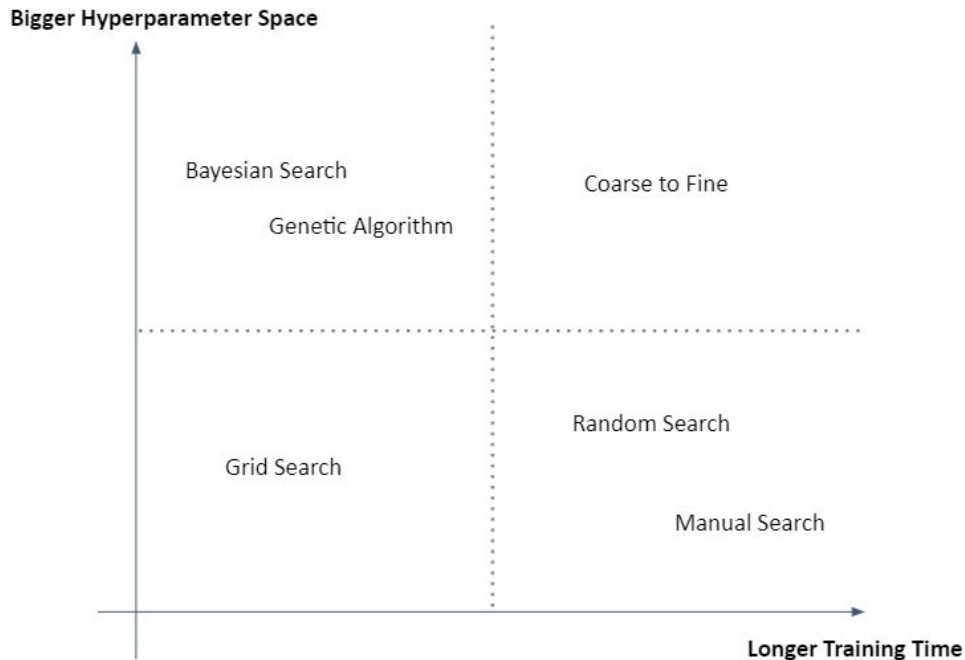 Bigger Hyperparameter Space
Bayesian Search
Coarse to Fine
Genetic Algorithm
Random Search
Grid Search
Manual Search
Longer Training Time